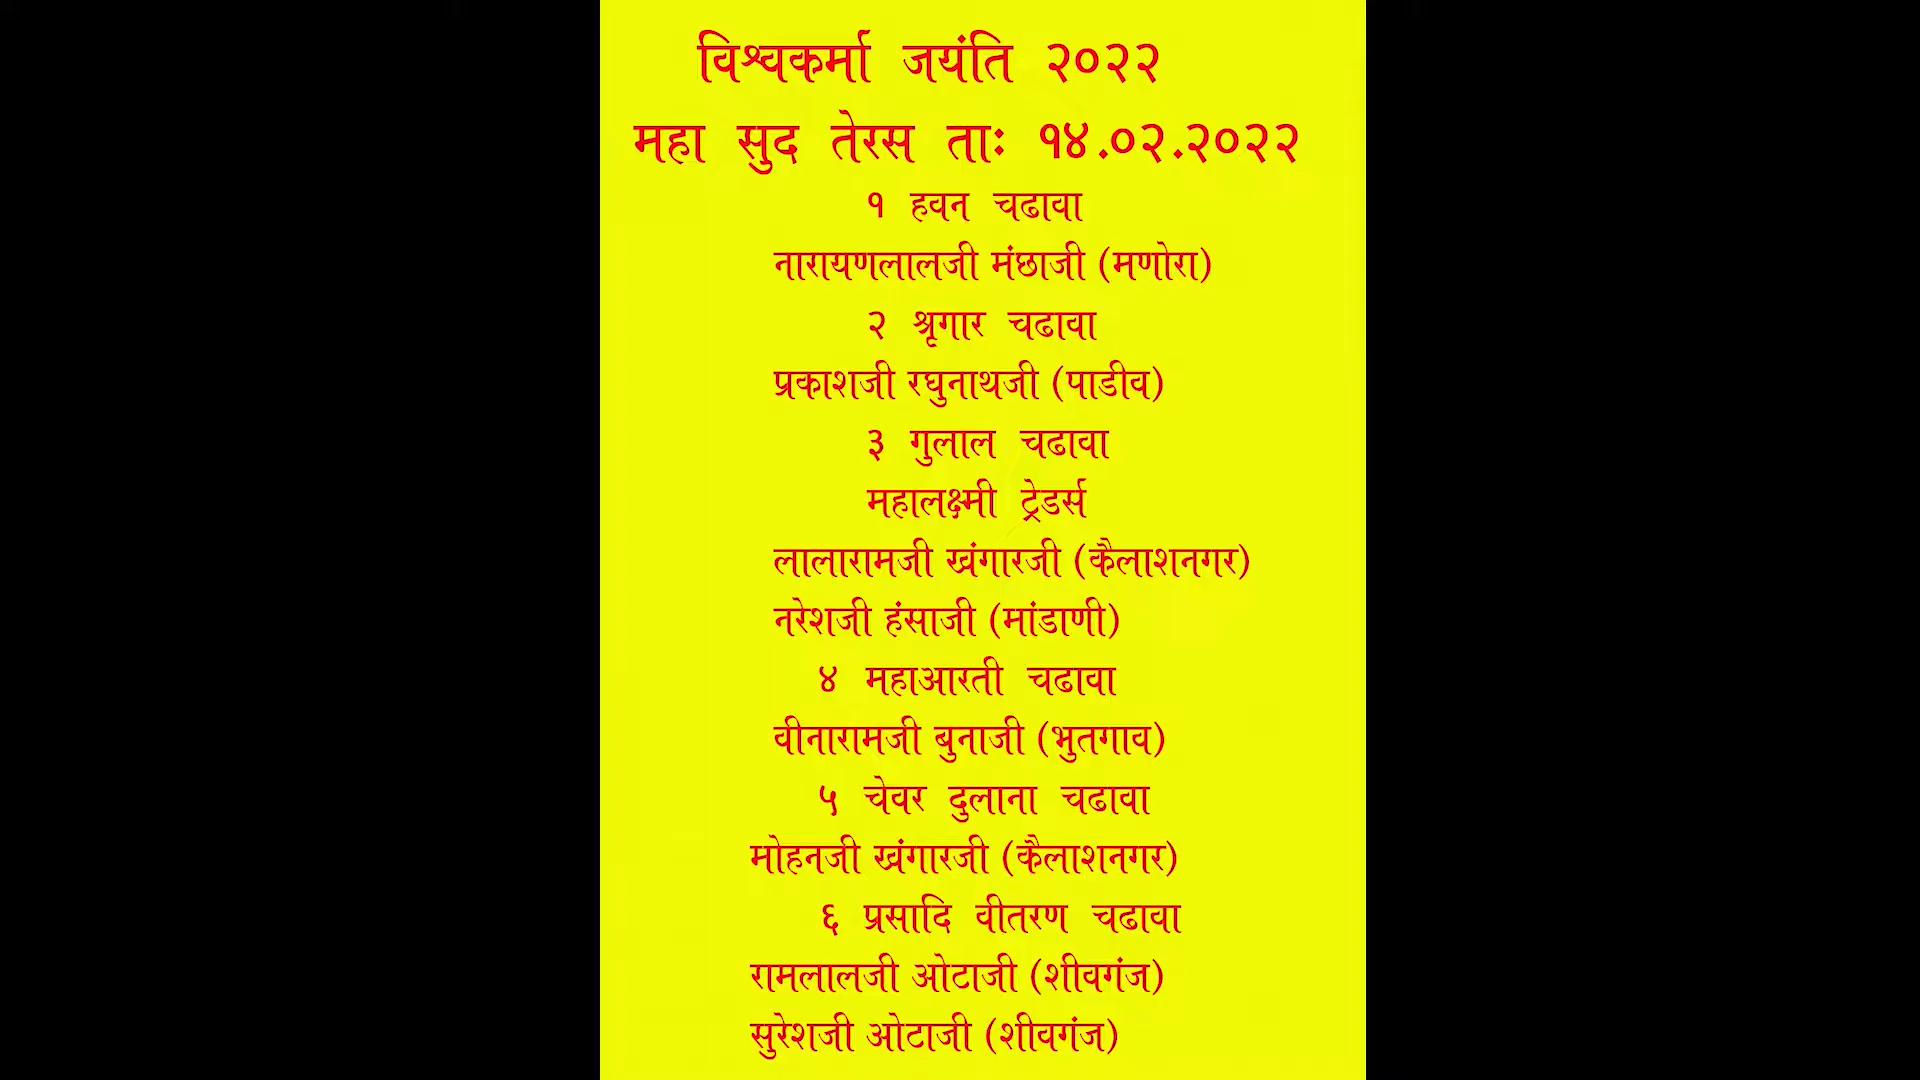 विश्वकर्मा जयंति २०२२
महा सुद तेरस ताः १४.०२.२०२२
१ हवन चढावा
नारायणलालजी मंछाजी (मणोरा)
२ श्रृगार चढावा
प्रकाशजी रघुनाथजी (पाडीव)
३ गुलाल चढावा
महालक्ष्मी ट्रेडर्स
लालारामजी खंगारजी (कैलाशनगर)
नरेशजी हंसाजी (मांडाणी)
४ महाआरती चढावा
वीनारामजी बुनाजी (भुतगाव)
५ चेवर दुलाना चढावा
मोहनजी खंगारजी (कैलाशनगर)
६ प्रसादि वीतरण चढावा
रामलालजी ओटाजी (शीवगंज)
सुरेशजी ओटाजी (शीवगंज)